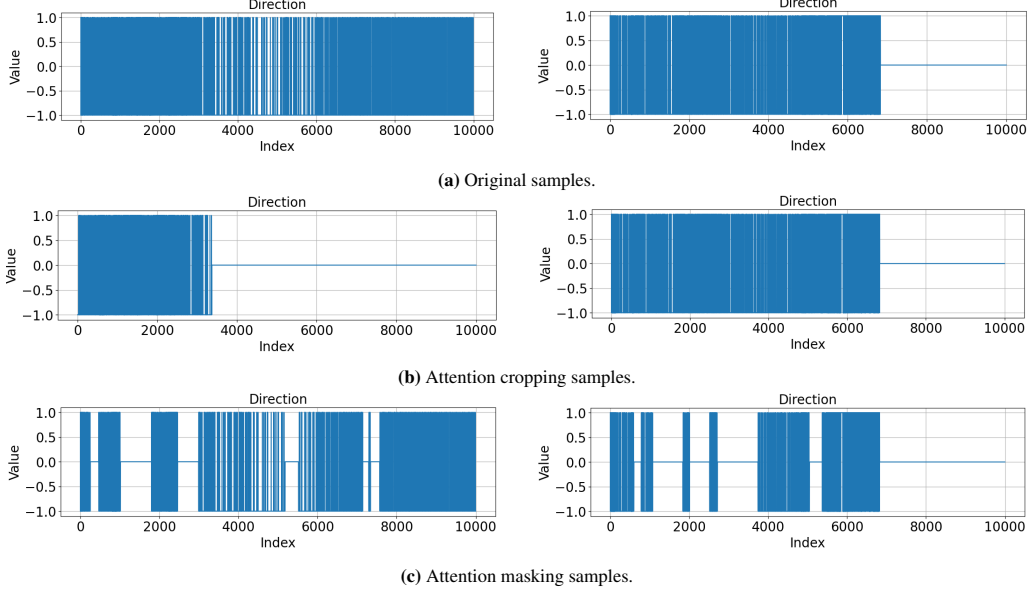 Direction
Direction
1.0
0.5
0.0
−0.5
−1.0
Value
0 2000 4000 6000 8000 10000
Index
1.0
0.5
0.0
−0.5
−1.0
Value
0 2000 4000 6000 8000 10000
Index
(a) Original samples.
Direction
Direction
1.0
0.5
0.0
−0.5
−1.0
Value
0 2000 4000 6000 8000 10000
Index
1.0
0.5
0.0
−0.5
−1.0
Value
0 2000 4000 6000 8000 10000
Index
(b) Attention cropping samples.
Direction
Direction
1.0
0.5
0.0
−0.5
−1.0
Value
0 2000 4000 6000 8000 10000
Index
1.0
0.5
0.0
−0.5
−1.0
Value
0 2000 4000 6000 8000 10000
Index
(c) Attention masking samples.